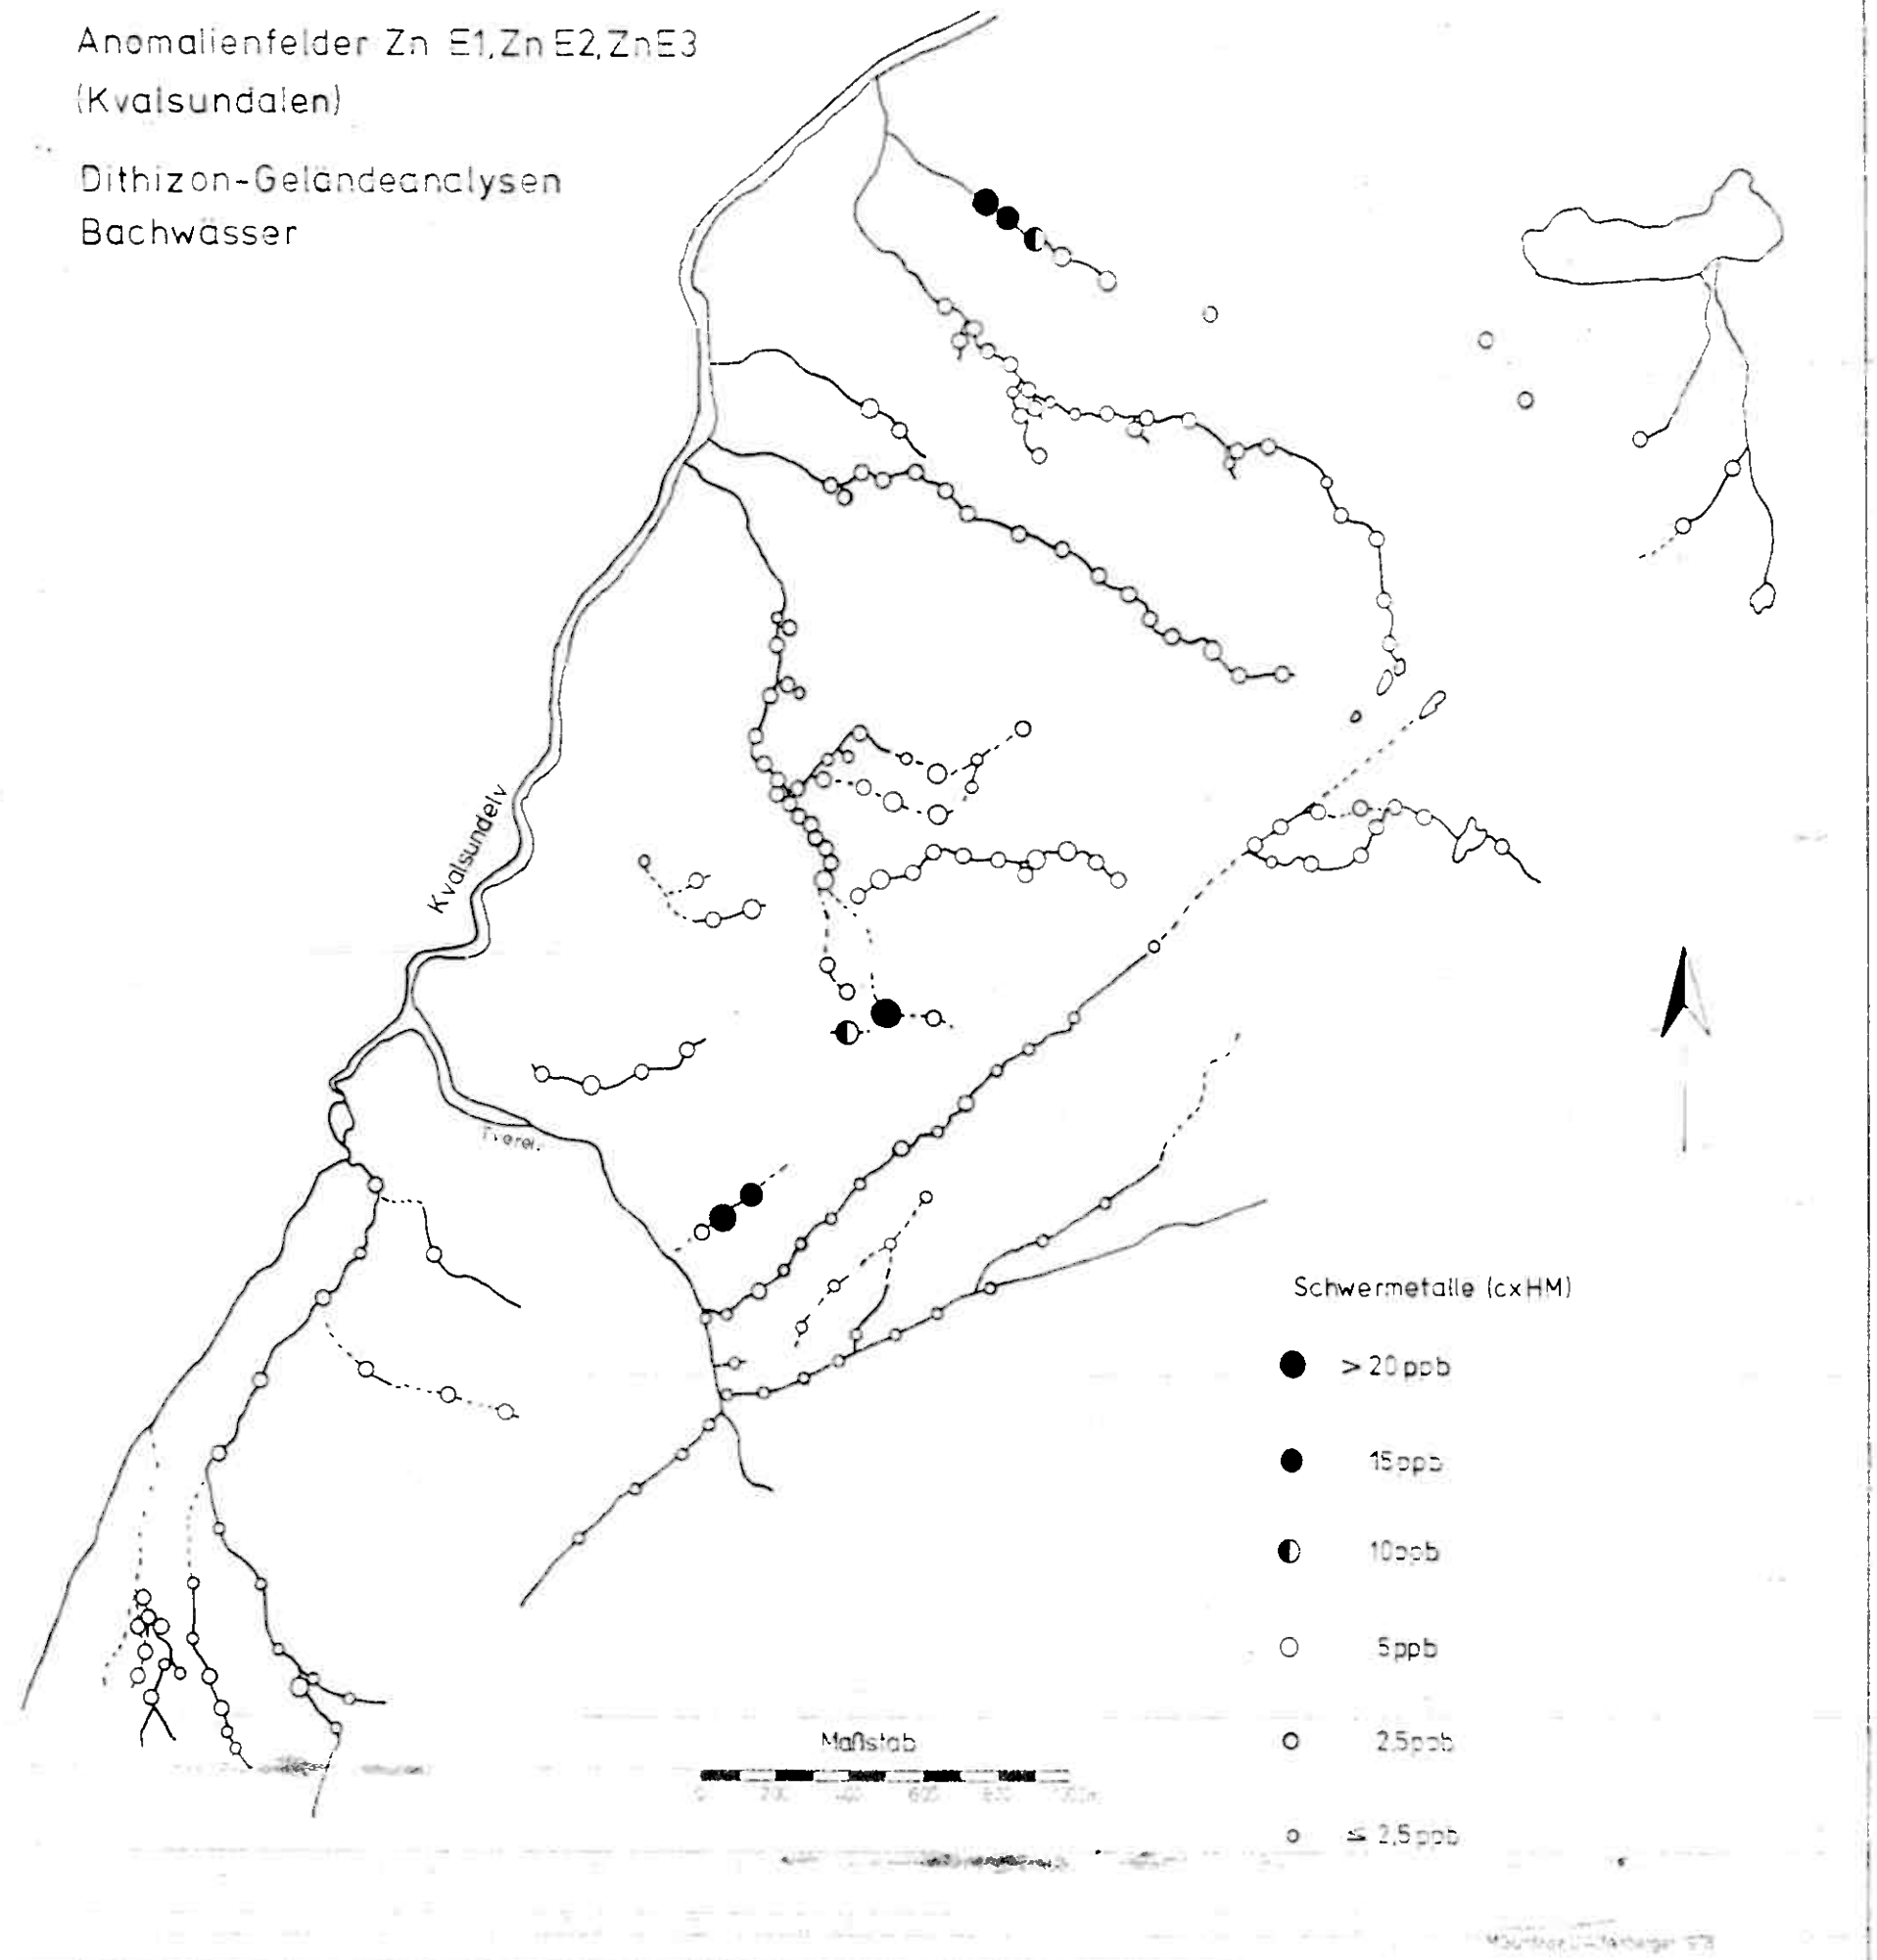 Anomalienfelder Zn E1, Zn E2, Zn E3
(Kvalsundalen)
Dithizon-Geländeanalysen
Bachwässer
Kvalsundelv
Schwermetalle (cxHM)
> 20 ppb
15 ppb
10 ppb
5 ppb
2.5 ppb
≤ 2,5 ppb
Maßstab
0 200 400 600 800 1000m